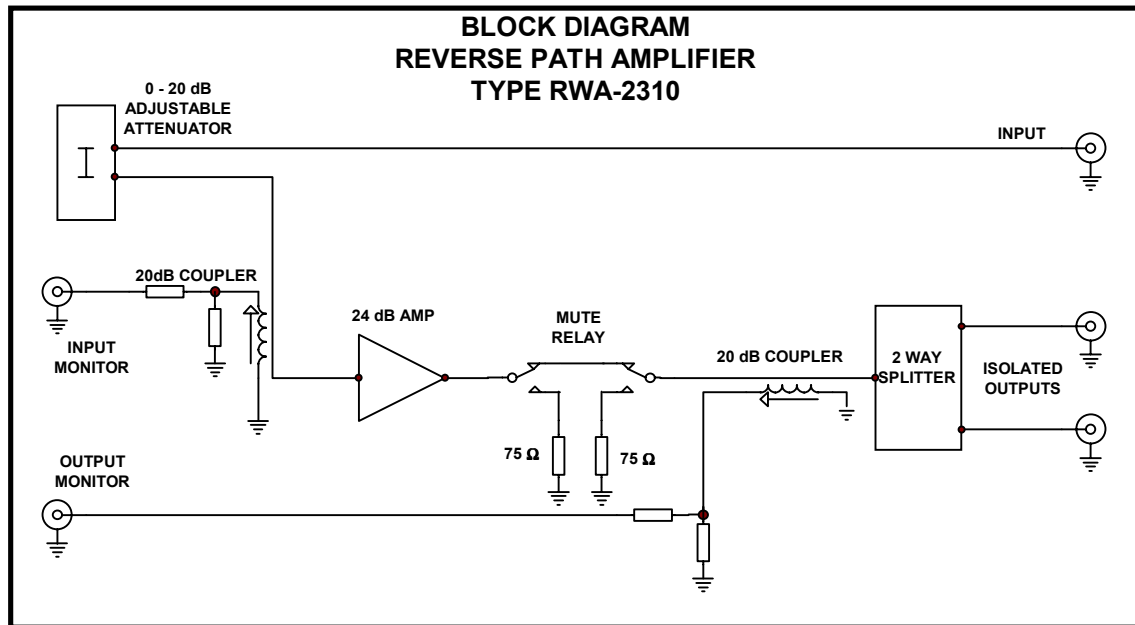 BLOCK DIAGRAM
REVERSE PATH AMPLIFIER
TYPE RWA-2310
0 - 20 dB
ADJUSTABLE
ATTENUATOR
INPUT
20dB COUPLER
INPUT
MONITOR
24 dB AMP
MUTE
RELAY
20 dB COUPLER
2 WAY
SPLITTER
ISOLATED
OUTPUTS
75 Ω
75 Ω
OUTPUT
MONITOR